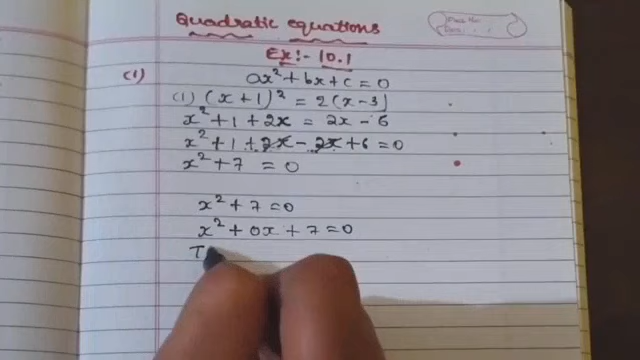 Quadratic equations
Ex:- 10.1
(1) ax² + bx + c = 0
(1) (x + 1)² = 2(x - 3)
x² + 1 + 2x = 2x - 6
x² + 1 + 2x - 2x + 6 = 0
x² + 7 = 0
x² + 7 = 0
x² + 0x + 7 = 0
T